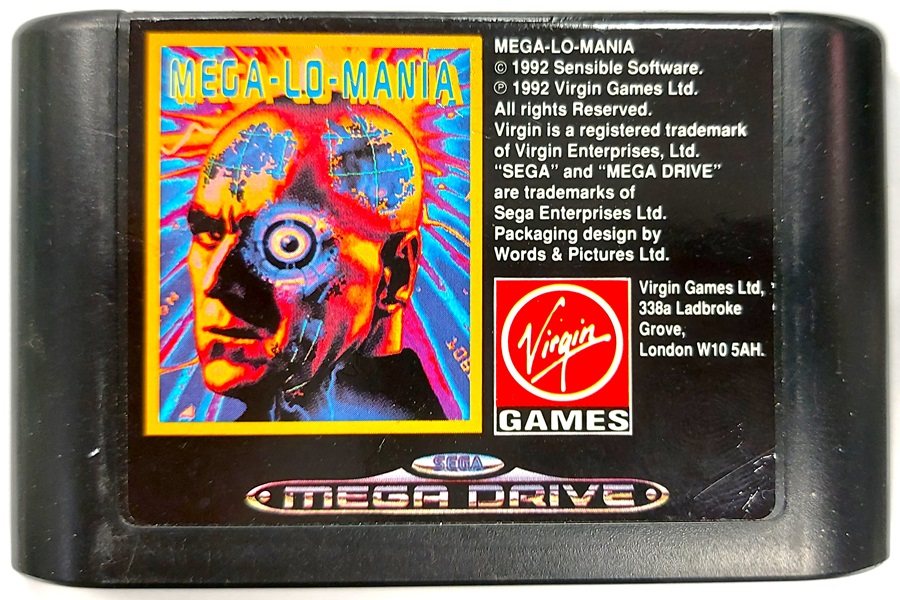 MEGA-LO-MANIA
MEGA-LO-MANIA
© 1992 Sensible Software.
℗ 1992 Virgin Games Ltd.
All rights Reserved.
Virgin is a registered trademark
of Virgin Enterprises, Ltd.
“SEGA” and “MEGA DRIVE”
are trademarks of
Sega Enterprises Ltd.
Packaging design by
Words & Pictures Ltd.
Virgin
GAMES
Virgin Games Ltd,
338a Ladbroke
Grove,
London W10 5AH.
SEGA
MEGA DRIVE